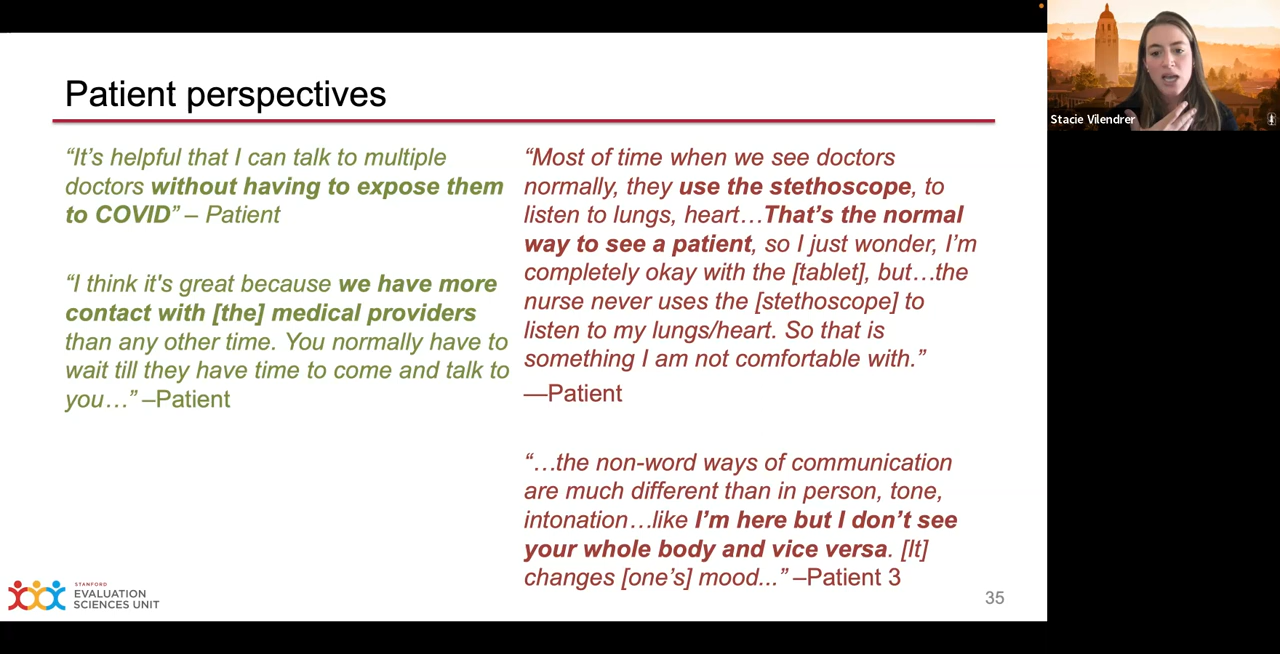 Patient perspectives
“It’s helpful that I can talk to multiple
doctors without having to expose them
to COVID” – Patient
“I think it's great because we have more
contact with [the] medical providers
than any other time. You normally have to
wait till they have time to come and talk to
you…” –Patient
“Most of time when we see doctors
normally, they use the stethoscope, to
listen to lungs, heart…That’s the normal
way to see a patient, so I just wonder, I’m
completely okay with the [tablet], but…the
nurse never uses the [stethoscope] to
listen to my lungs/heart. So that is
something I am not comfortable with.”
—Patient
“…the non-word ways of communication
are much different than in person, tone,
intonation…like I’m here but I don’t see
your whole body and vice versa. [It]
changes [one’s] mood...” –Patient 3
STANFORD
EVALUATION
SCIENCES UNIT
35
Stacie Vilendrer